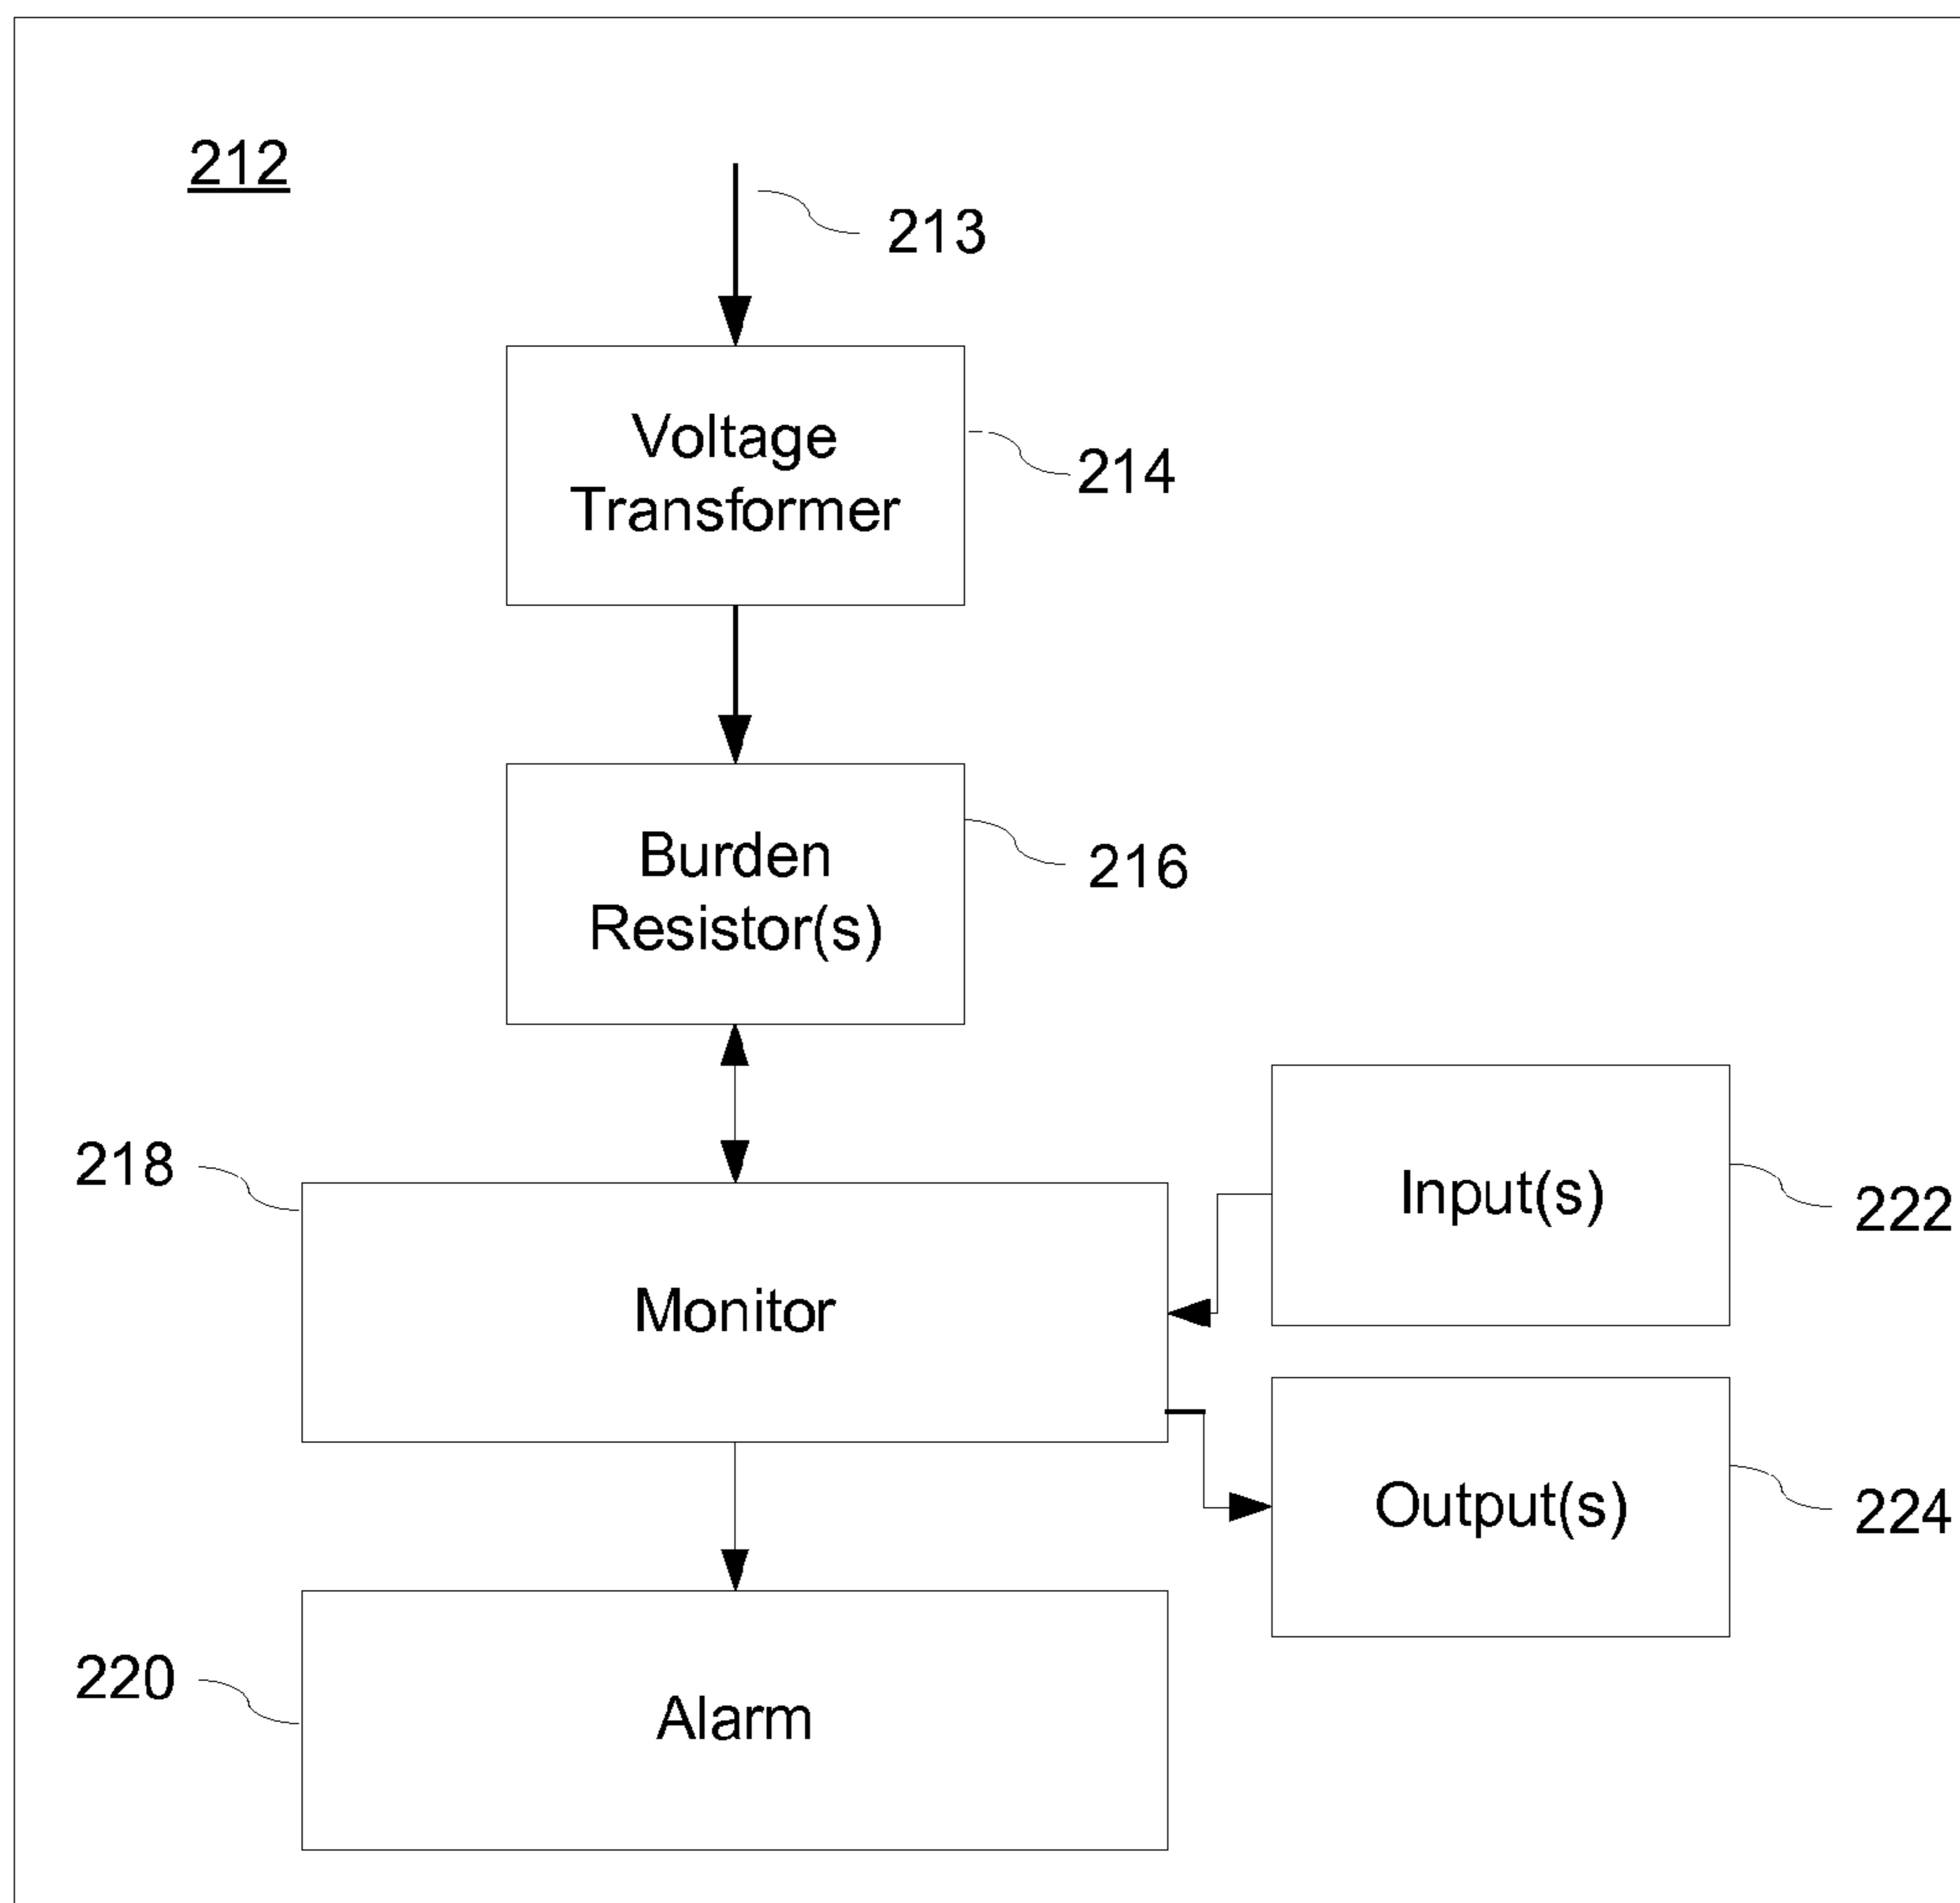 212
213
Voltage
Transformer
214
Burden
Resistor(s)
216
218
Monitor
Input(s)
222
Output(s)
224
220
Alarm